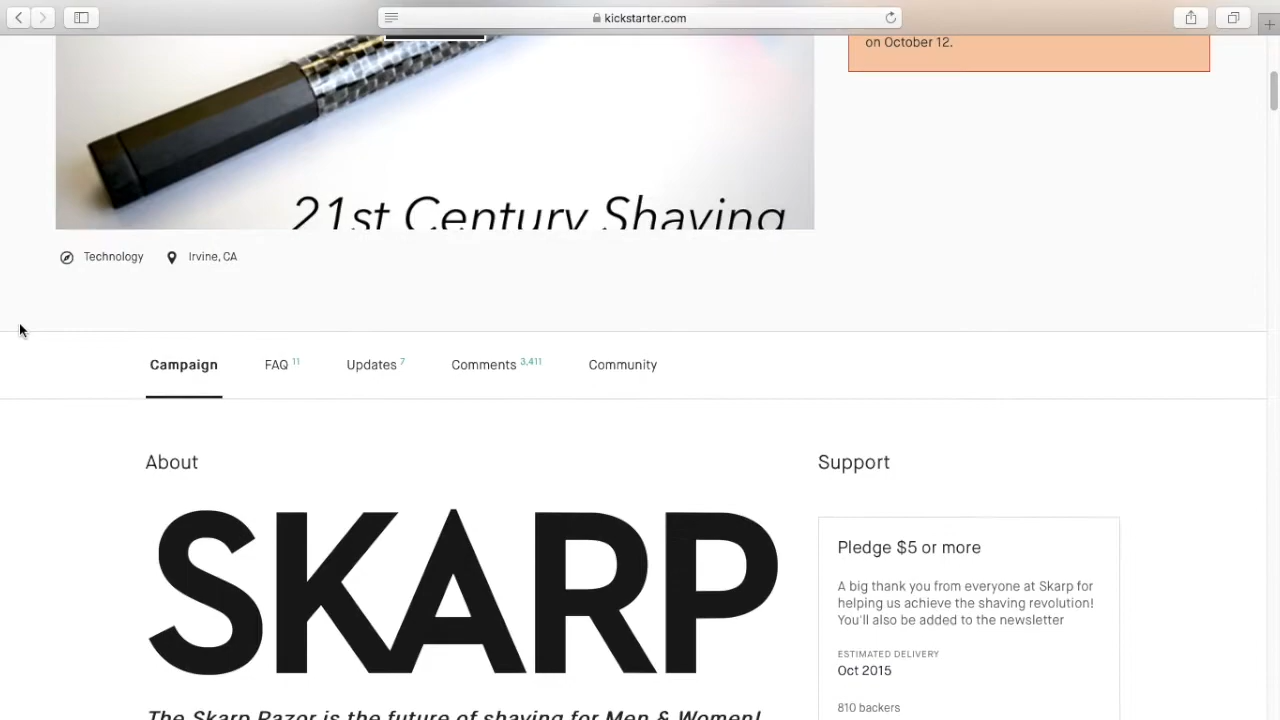 kickstarter.com
on October 12.
21st Century Shaving
Technology
Irvine, CA
Campaign
FAQ 11
Updates 7
Comments 3,411
Community
About
Support
SKARP
Pledge $5 or more
A big thank you from everyone at Skarp for
helping us achieve the shaving revolution!
You'll also be added to the newsletter
ESTIMATED DELIVERY
Oct 2015
810 backers
The Skarp Razor is the future of shaving for Men & Women!